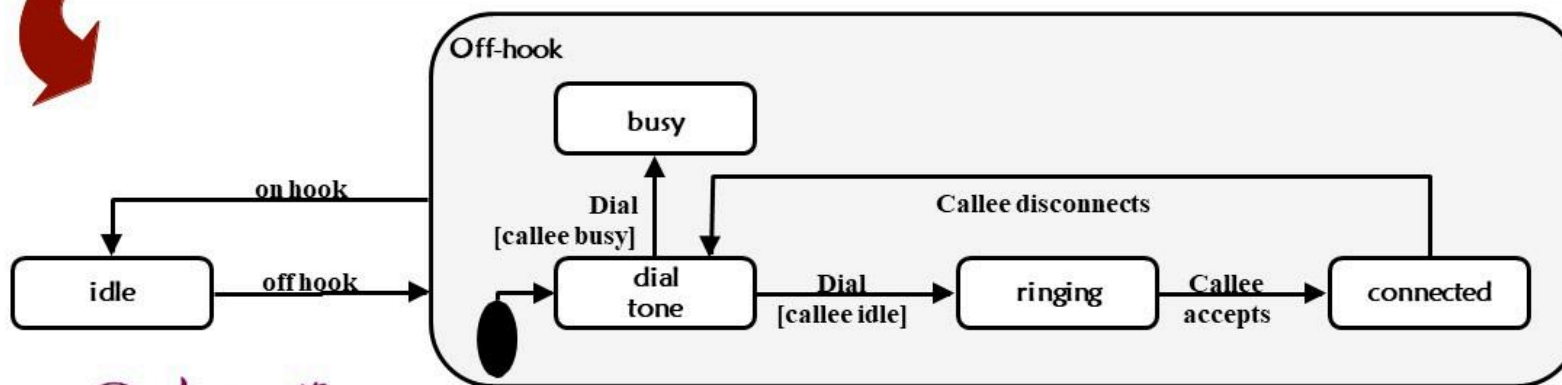 Off-hook
busy
on hook
Dial
[callee busy]
Callee disconnects
idle
off hook
dial
tone
Dial
[callee idle]
ringing
Callee
accepts
connected